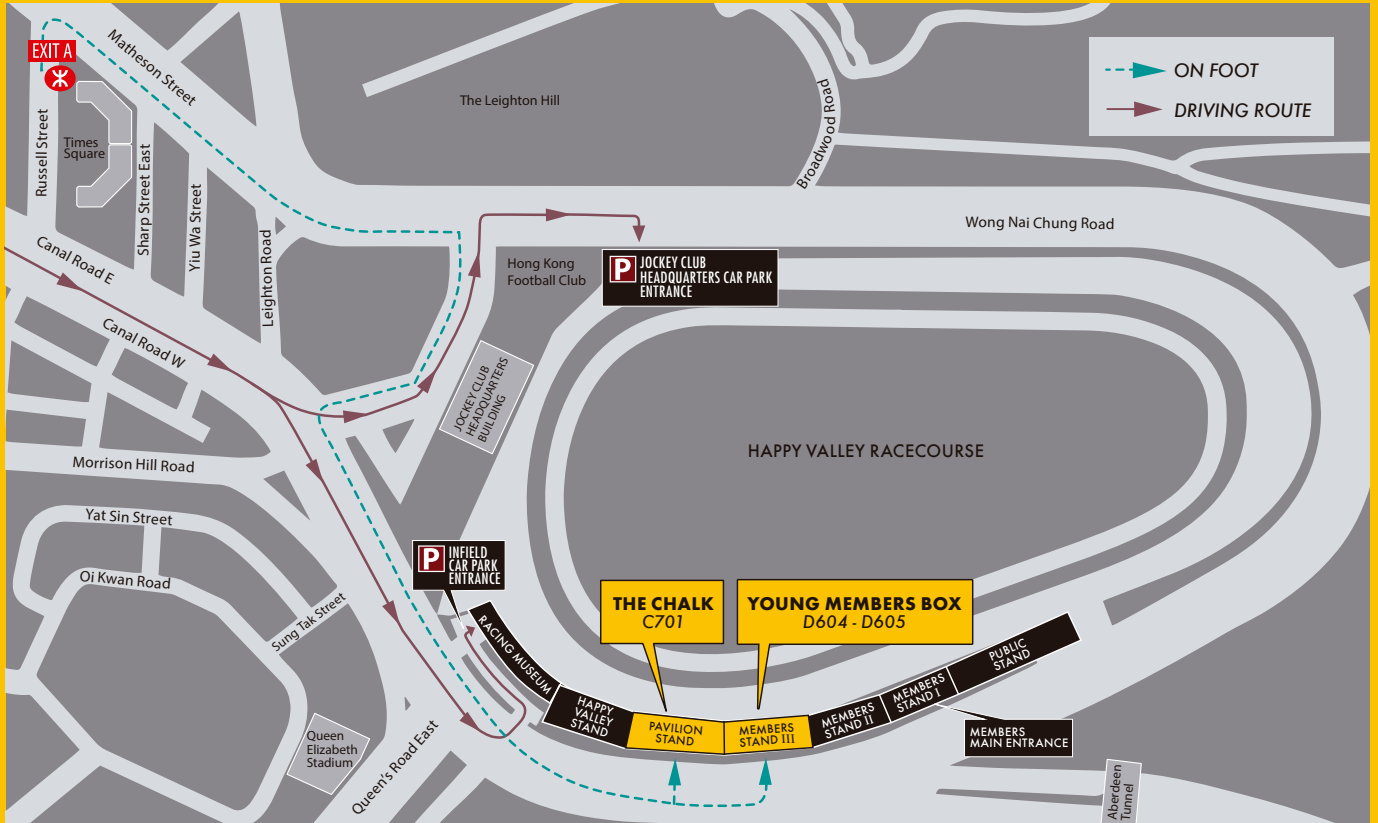 EXIT A
Matheson Street
Russell Street
Times
Square
Sharp Street East
Yiu Wa Street
Leighton Road
The Leighton Hill
Broadwood Road
ON FOOT
DRIVING ROUTE
Wong Nai Chung Road
Canal Road E
Canal Road W
Hong Kong
Football Club
P
JOCKEY CLUB
HEADQUARTERS CAR PARK
ENTRANCE
JOCKEY CLUB
HEADQUARTERS
BUILDING
HAPPY VALLEY RACECOURSE
Morrison Hill Road
Yat Sin Street
Oi Kwan Road
Sung Tak Street
P
INFIELD
CAR PARK
ENTRANCE
THE CHALK
C701
YOUNG MEMBERS BOX
D604 - D605
RACING MUSEUM
HAPPY
VALLEY
STAND
PAVILION
STAND
MEMBERS
STAND III
MEMBERS
STAND II
MEMBERS
STAND I
PUBLIC
STAND
MEMBERS
MAIN ENTRANCE
Queen
Elizabeth
Stadium
Queen's Road East
Aberdeen
Tunnel